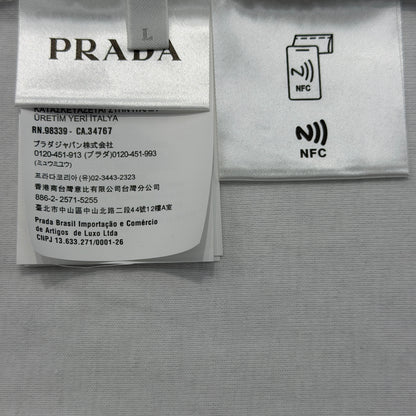 PRADA
L
NFC
NFC
ÜRETİM YERİ İTALYA
RN.98339 - CA.34767
プラダジャパン株式会社
0120-451-913 (プラダ) 0120-451-993
(ミュウミュウ)
프라다코리아 (유) 02-3443-2323
香港商台灣意比有限公司台灣分公司
886-2- 2571-5255
臺北市中山區中山北路二段44號12樓A室
Prada Brasil Importação e Comércio
de Artigos de Luxo Ltda
CNPJ 13.633.271/0001-26